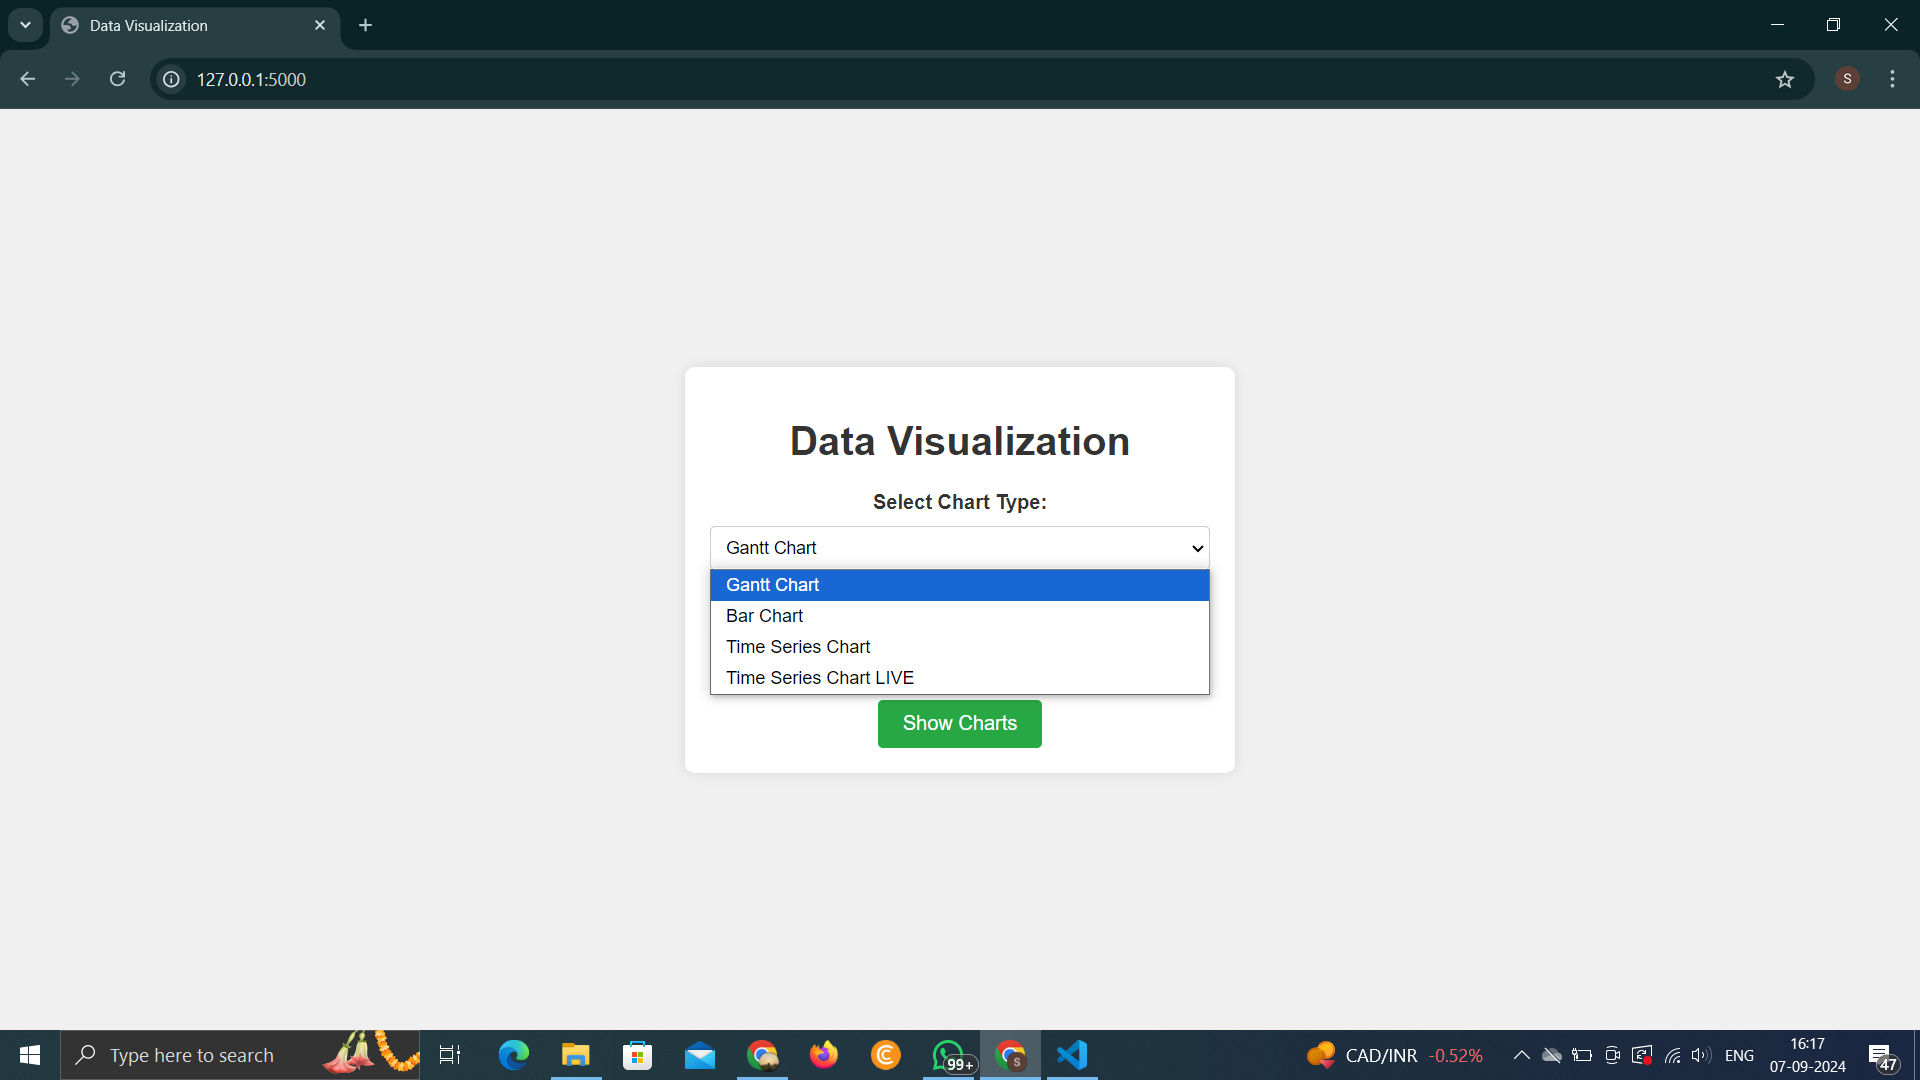 Data Visualization
127.0.0.1:5000
S
Data Visualization
Select Chart Type:
Gantt Chart
Gantt Chart
Bar Chart
Time Series Chart
Time Series Chart LIVE
Show Charts
Type here to search
99+
S
CAD/INR -0.52%
ENG
16:17
07-09-2024
47